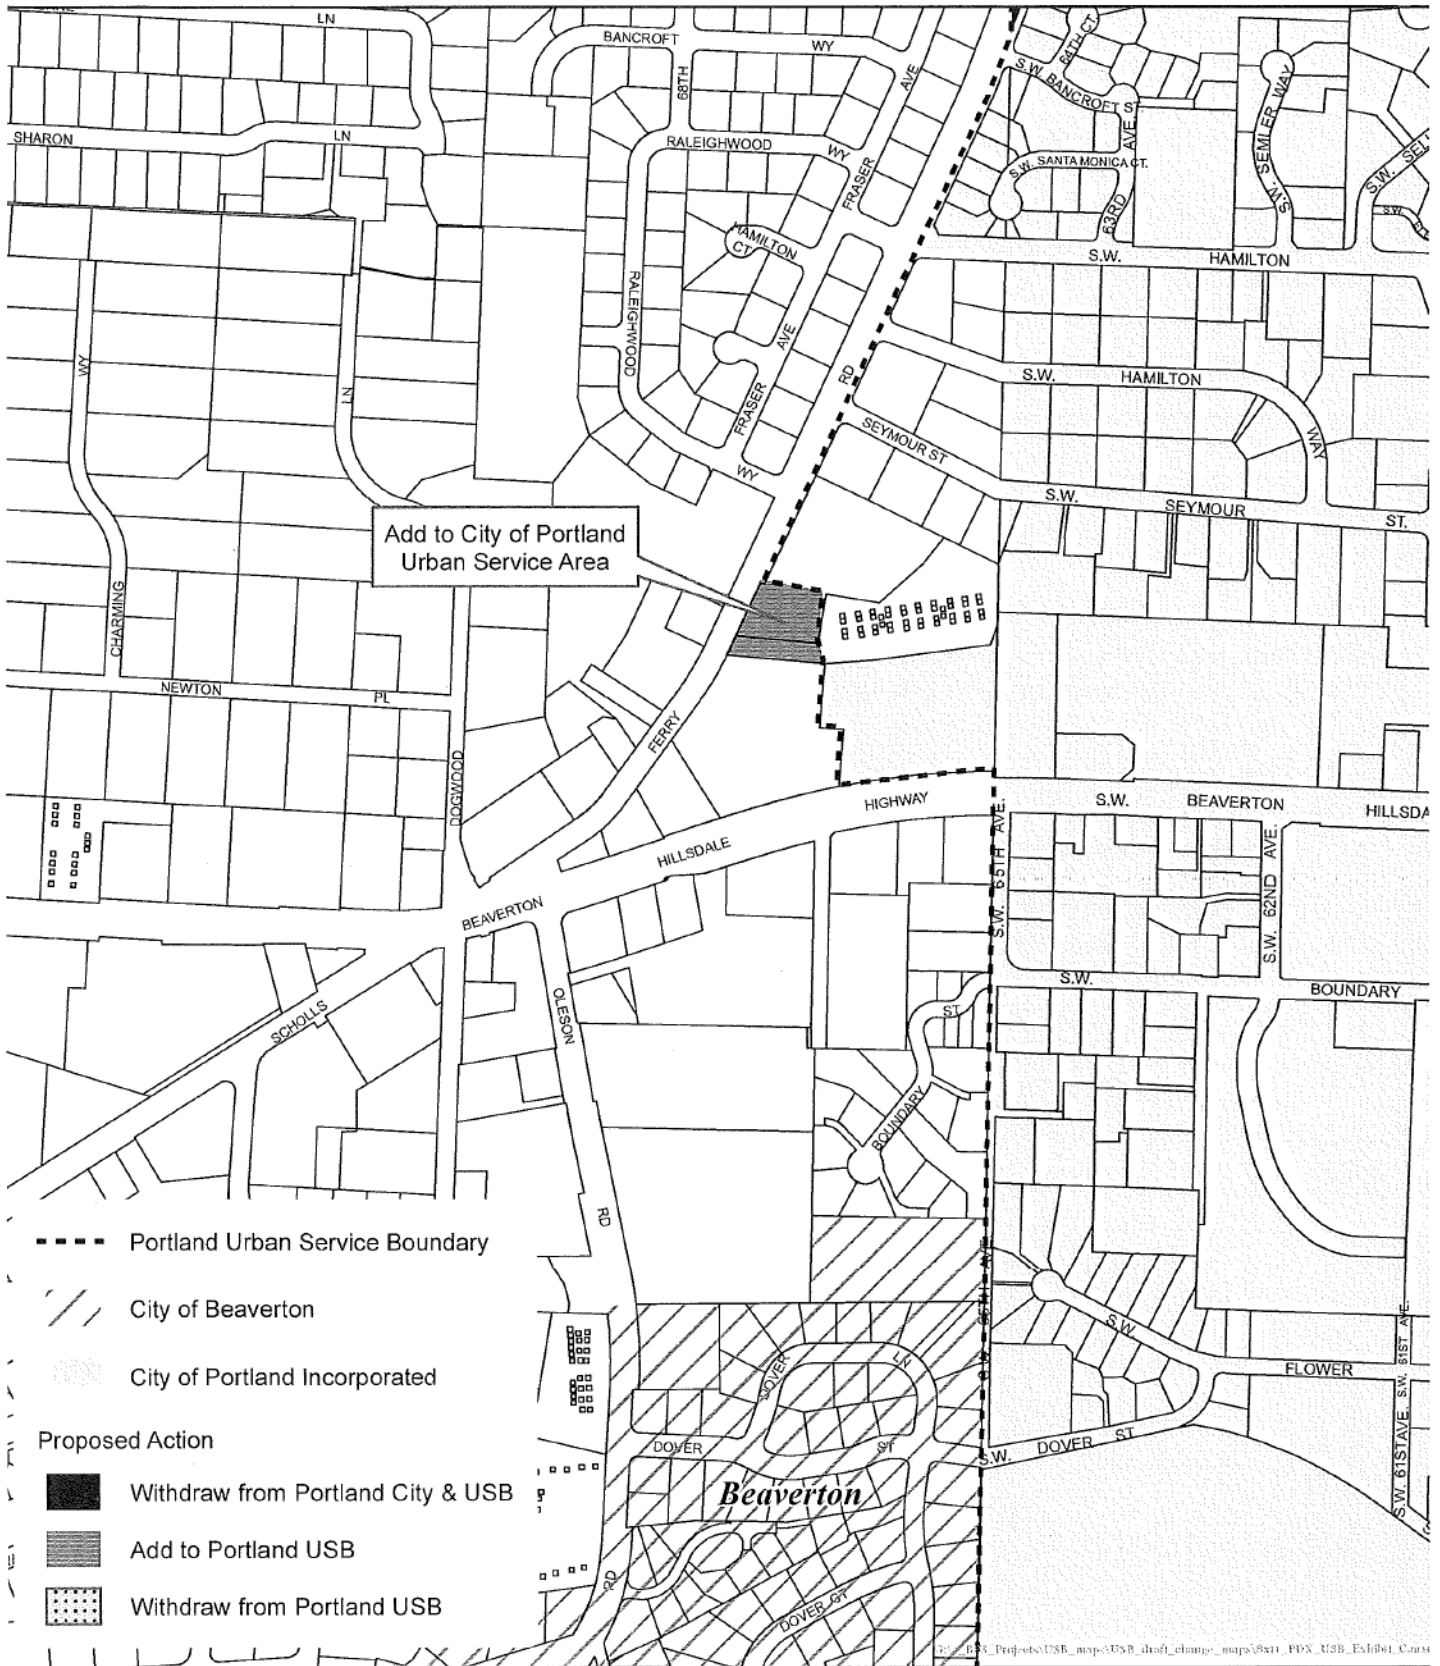 LN
BANCROFT
WY
68TH
AVE
64TH CT.
S.W. BANCROFT ST.
S.W. SEMLER WAY
SHARON
LN
RALEIGHWOOD
WY
FRASER
S.W. SANTA MONICA CT.
AVE.
63RD
S.W.
HAMILTON
CT
RALEIGHWOOD
S.W.
HAMILTON
WY
LN
AVE
FRASER
RD
S.W.
HAMILTON
WAY
SEYMOUR ST
WY
S.W.
SEYMOUR
ST.
Add to City of Portland
Urban Service Area
CHARMING
NEWTON
PL
FERRY
DOGWOOD
HIGHWAY
S.W.
BEAVERTON
HILLSDA
HILLSDALE
S.W. 65TH AVE.
S.W. 62ND AVE.
BEAVERTON
S.W.
BOUNDARY
SCHOLLS
OLESON
ST
BOUNDARY
RD
Portland Urban Service Boundary
City of Beaverton
City of Portland Incorporated
Proposed Action
Withdraw from Portland City & USB
Add to Portland USB
Withdraw from Portland USB
S.W.
FLOWER
S.W. 61ST AVE.
DOVER
LN
DOVER
ST
S.W.
DOVER
ST
S.W. 61ST AVE.
Beaverton
RD
DOVER CT